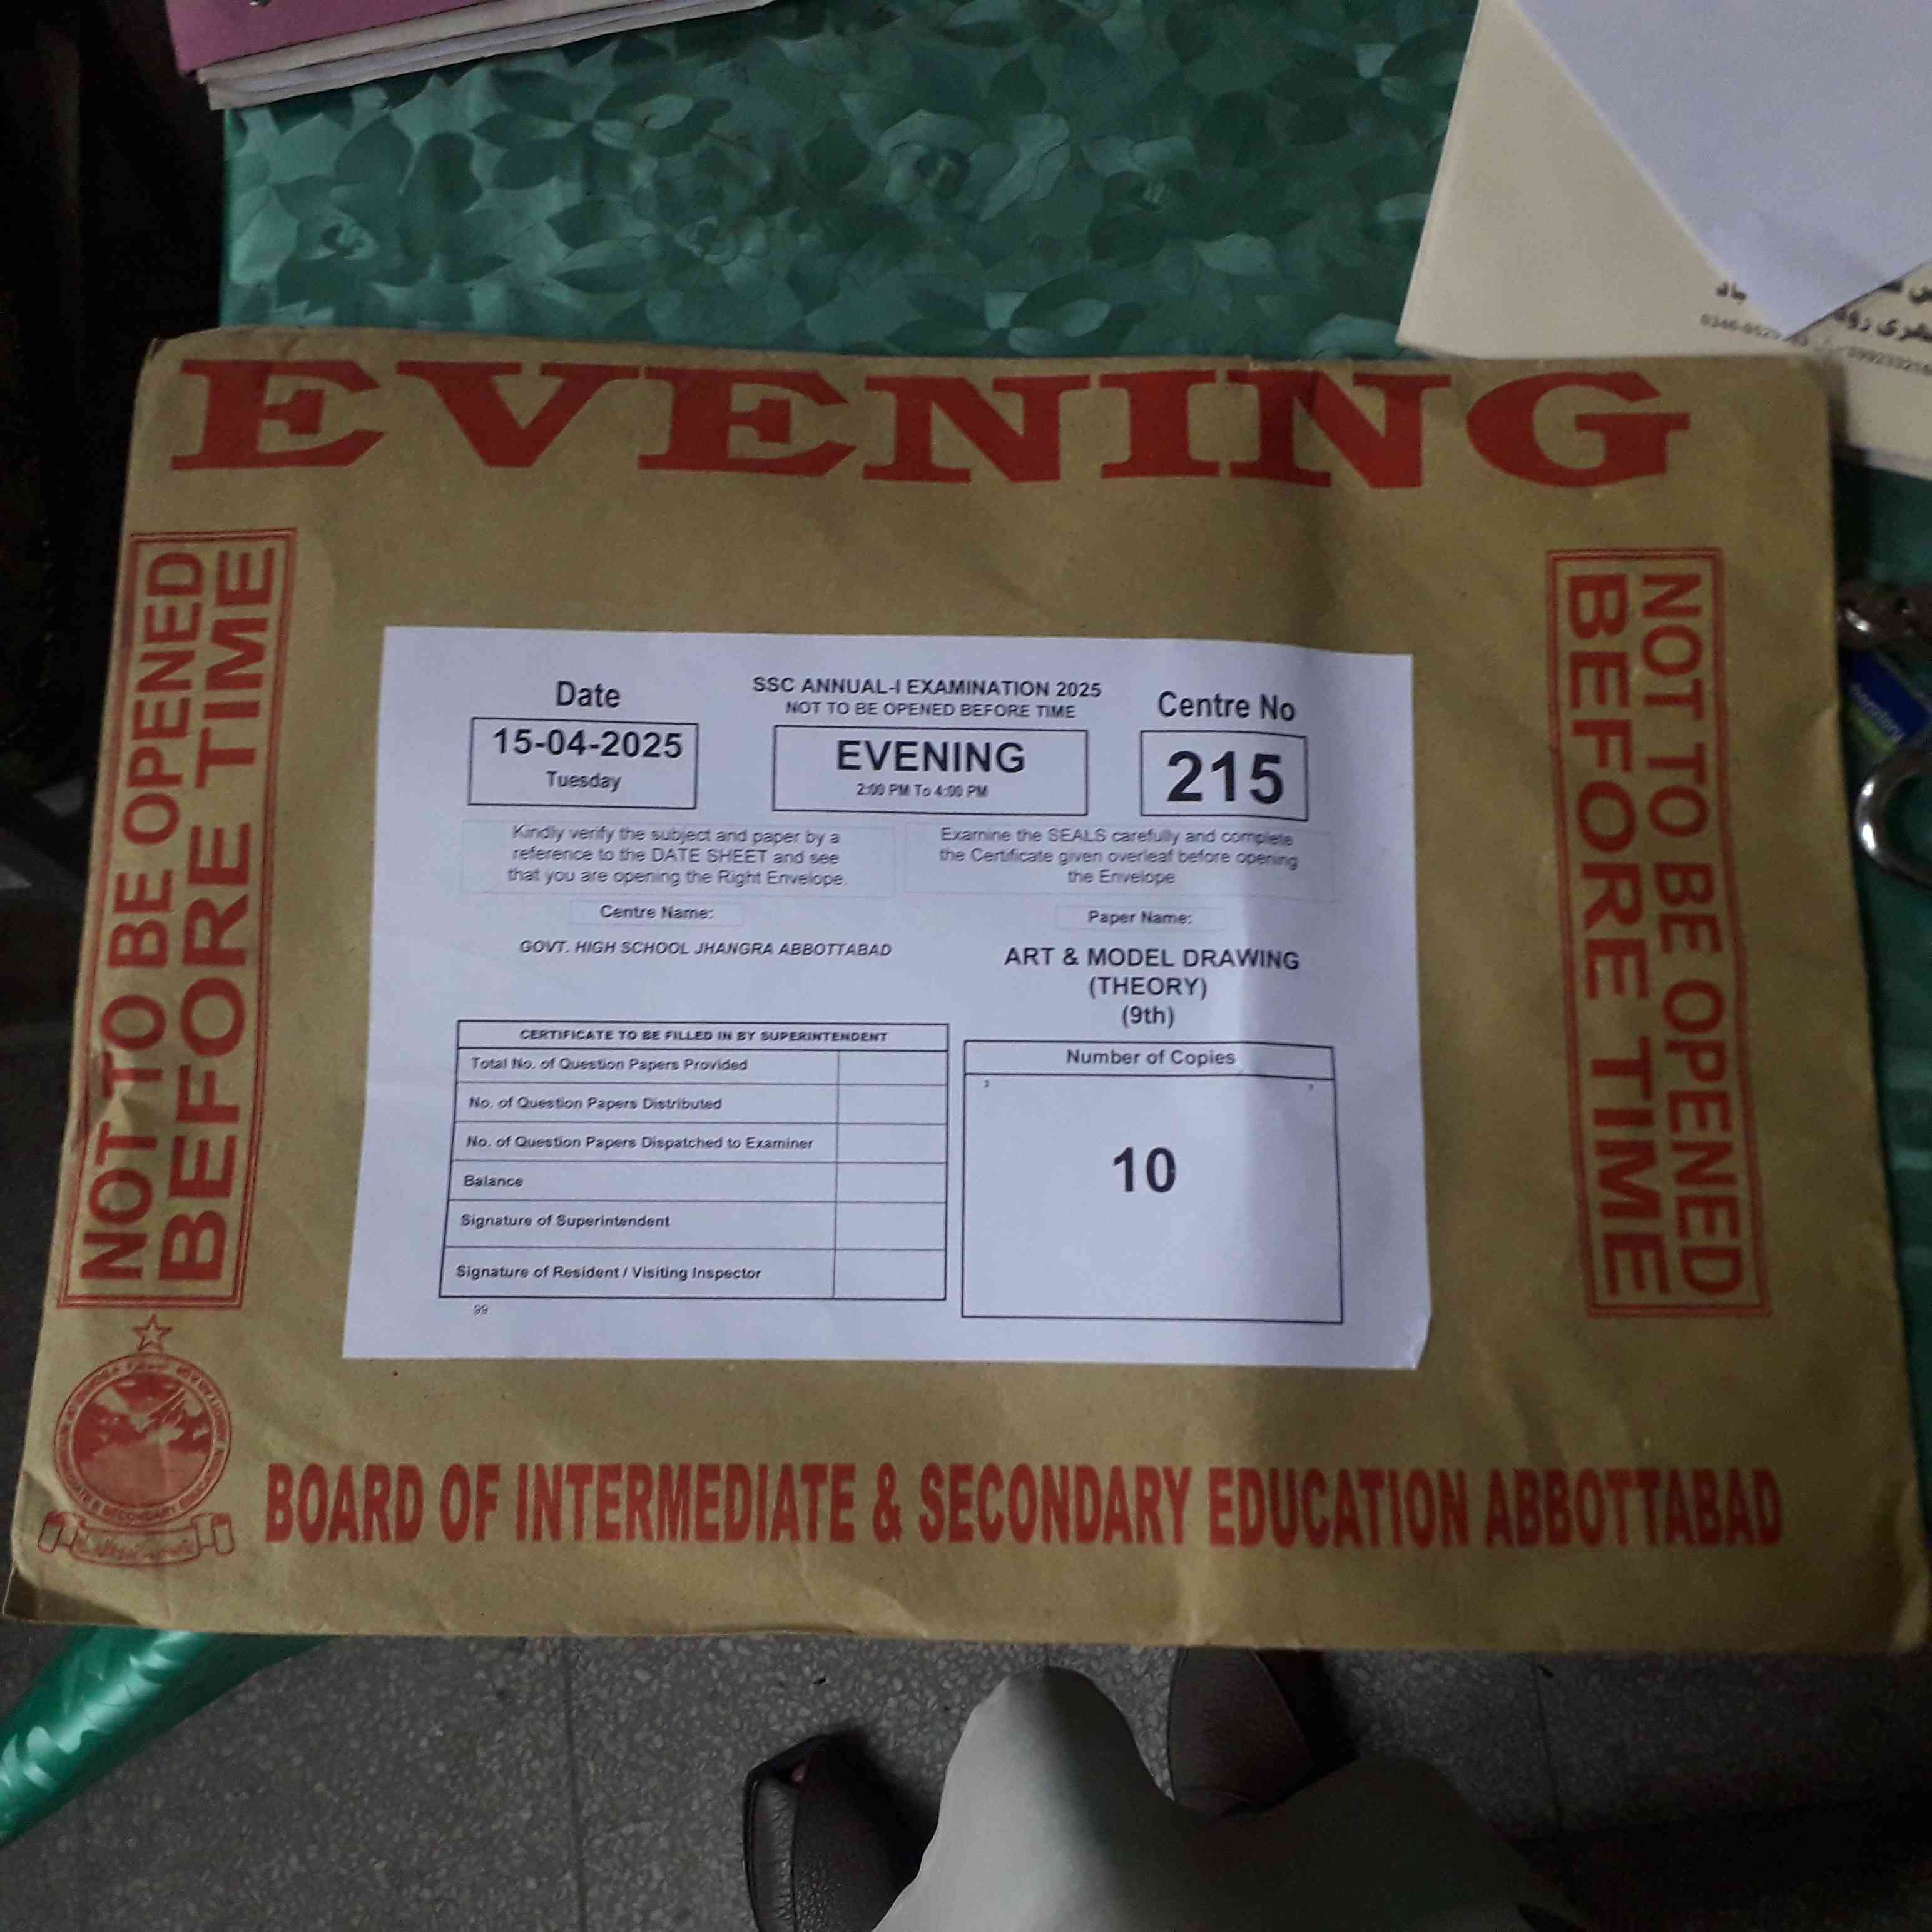 EVENING
NOT TO BE OPENED
BEFORE TIME
NOT TO BE OPENED
BEFORE TIME
Date
15-04-2025
Tuesday
SSC ANNUAL-I EXAMINATION 2025
NOT TO BE OPENED BEFORE TIME
EVENING
2:00 PM To 4:00 PM
Centre No
215
Kindly verify the subject and paper by a
reference to the DATE SHEET and see
that you are opening the Right Envelope.
Examine the SEALS carefully and complete
the Certificate given overleaf before opening
the Envelope
Centre Name:
GOVT. HIGH SCHOOL JHANGRA ABBOTTABAD
Paper Name:
ART & MODEL DRAWING
(THEORY)
(9th)
CERTIFICATE TO BE FILLED IN BY SUPERINTENDENT
Total No. of Question Papers Provided
No. of Question Papers Distributed
No. of Question Papers Dispatched to Examiner
Balance
Signature of Superintendent
Signature of Resident / Visiting Inspector
99
Number of Copies
10
BOARD OF INTERMEDIATE & SECONDARY EDUCATION ABBOTTABAD